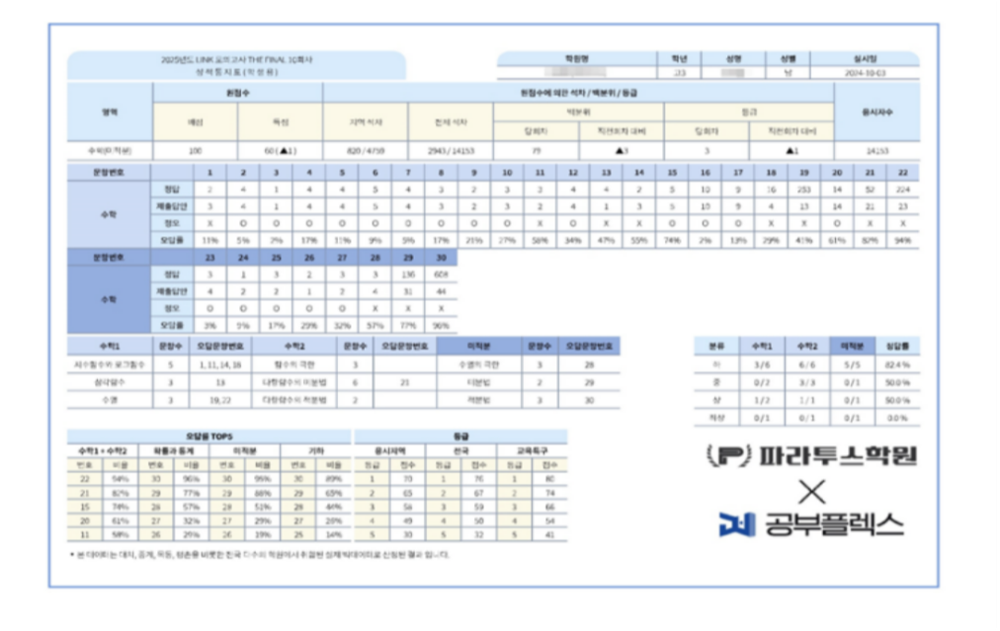 2025년도 LINK 모의고사 THE FINAL 10회차
성적통지표(학생용)
학원명 학년 성명 성별 실시일
남 2024-10-03
영역 원점수 원점수에 의한 석차/백분위/등급 응시자수
배점 득점 지역 석차 전체 석차 백분위 등급
당회차 직전회차 대비 당회차 직전회차 대비
수학(미적분) 100 60(▲1) 820/4759 2943/14153 79 ▲3 3 ▲1 14153
문항번호 1 2 3 4 5 6 7 8 9 10 11 12 13 14 15 16 17 18 19 20 21 22
수학
정답 2 4 1 4 4 5 4 3 2 3 3 4 4 2 5 10 9 16 253 14 52 224
제출답안 3 4 1 4 4 5 4 3 2 3 2 4 1 3 5 10 9 4 13 14 21 23
정오 X O O O O O O O O O X O X X O O O X X O X X
오답률 11% 5% 2% 17% 11% 9% 5% 17% 21% 27% 58% 34% 47% 55% 74% 2% 13% 29% 41% 61% 82% 94%
문항번호 23 24 25 26 27 28 29 30
수학
정답 3 1 3 2 3 3 136 608
제출답안 4 2 2 1 2 4 31 44
정오 O O O O O X X X
오답률 3% 9% 17% 29% 32% 57% 77% 96%
수학1 문항수 오답문항번호 수학2 문항수 오답문항번호 미적분 문항수 오답문항번호
지수함수와 로그함수 5 1, 11, 14, 18 함수의 극한 3 수열의 극한 3 28
삼각함수 3 13 다항함수의 미분법 6 21 미분법 2 29
수열 3 19, 22 다항함수의 적분법 2 적분법 3 30
분류 수학1 수학2 미적분 정답률
하 3/6 6/6 5/5 82.4%
중 2/2 3/3 0/1 50.0%
상 1/2 1/1 0/1 50.0%
최상 0/1 0/1 0/1 0.0%
오답률 TOP5
수학1+수학2 확률과 통계 미적분 기하
번호 비율 번호 비율 번호 비율 번호 비율
22 94% 30 96% 30 95% 30 89%
21 82% 29 77% 29 88% 29 65%
15 74% 28 57% 28 51% 28 44%
20 61% 27 32% 27 29% 27 28%
11 58% 26 29% 26 19% 25 14%
등급
응시지역 전국 교육특구
등급 점수 등급 점수 등급 점수
1 70 1 76 1 80
2 65 2 67 2 74
3 58 3 59 3 66
4 49 4 50 4 54
5 30 5 32 5 41
* 본 데이터는 대치, 중계, 목동, 평촌을 비롯한 전국 다수의 학원에서 취합된 실제 빅데이터로 산출된 결과 입니다.
(P) 파라투스학원
X
공부플렉스